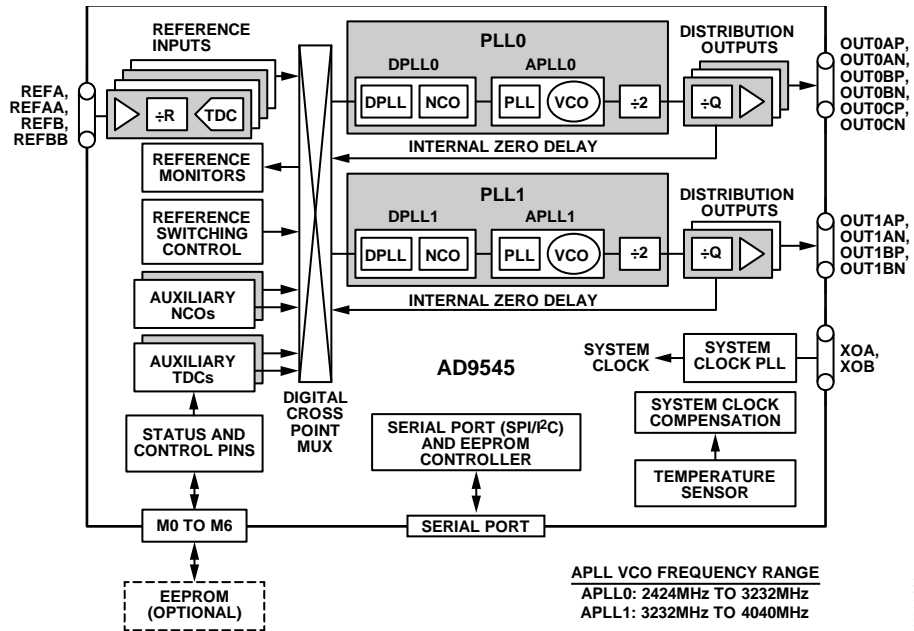 REFERENCE
INPUTS
REFA,
REFAA,
REFB,
REFBB
÷R
TDC
REFERENCE
MONITORS
REFERENCE
SWITCHING
CONTROL
AUXILIARY
NCOs
AUXILIARY
TDCs
STATUS AND
CONTROL PINS
M0 TO M6
EEPROM
(OPTIONAL)
DIGITAL
CROSS
POINT
MUX
PLL0
DPLL0
APLL0
DPLL
NCO
PLL
VCO
÷2
INTERNAL ZERO DELAY
DISTRIBUTION
OUTPUTS
÷Q
OUT0AP,
OUT0AN,
OUT0BP,
OUT0BN,
OUT0CP,
OUT0CN
PLL1
DPLL1
APLL1
DPLL
NCO
PLL
VCO
÷2
INTERNAL ZERO DELAY
DISTRIBUTION
OUTPUTS
÷Q
OUT1AP,
OUT1AN,
OUT1BP,
OUT1BN
AD9545
SYSTEM
CLOCK
SYSTEM
CLOCK PLL
XOA,
XOB
SERIAL PORT (SPI/I²C)
AND EEPROM
CONTROLLER
SERIAL PORT
SYSTEM CLOCK
COMPENSATION
TEMPERATURE
SENSOR
APLL VCO FREQUENCY RANGE
APLL0: 2424MHz TO 3232MHz
APLL1: 3232MHz TO 4040MHz